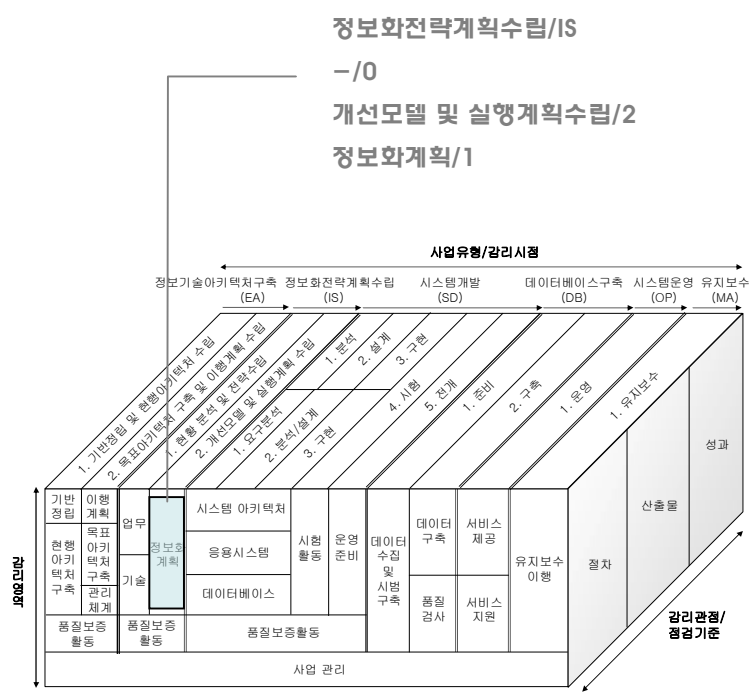 정보화전략계획수립/IS
-/0
개선모델 및 실행계획수립/2
정보화계획/1
사업유형/감리시점
정보기술아키텍처구축 정보화전략계획수립 시스템개발 데이터베이스구축 시스템운영 유지보수
(EA) (IS) (SD) (DB) (OP) (MA)
1. 기반정립 및 현행아키텍처 수립
2. 목표아키텍처 구축 및 이행계획 수립
1. 현황 분석 및 전략수립
2. 개선모델 및 실행계획 수립
1. 분석
2. 설계
3. 구현
1. 요구분석
2. 분석/설계
3. 구현
4. 시험
5. 전개
1. 준비
2. 구축
1. 운영
1. 유지보수
감리영역
기반
정립
이행
계획
현행
아키
텍처
구축
목표
아키
텍처
구축
관리
체계
업무
기술
정보화
계획
시스템 아키텍처
응용시스템
데이터베이스
시험
활동
운영
준비
데이터
수집
및
시범
구축
데이터
구축
품질
검사
서비스
제공
서비스
지원
유지보수
이행
품질보증
활동
품질보증
활동
품질보증활동
사업 관리
절차
산출물
성과
감리관점/
점검기준